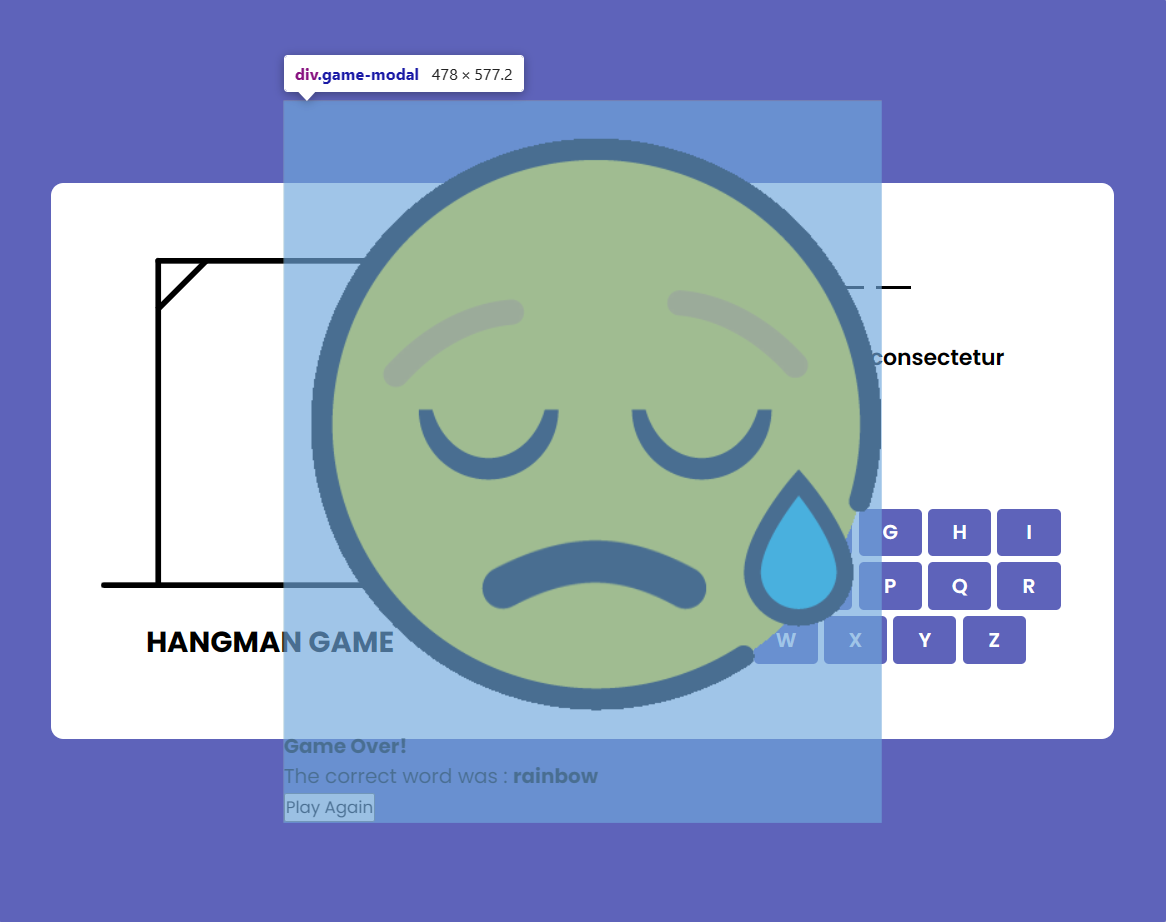 div.game-modal 478 × 577.2
consectetur
G H I
P Q R
W X Y Z
HANGMAN GAME
Game Over!
The correct word was : rainbow
Play Again